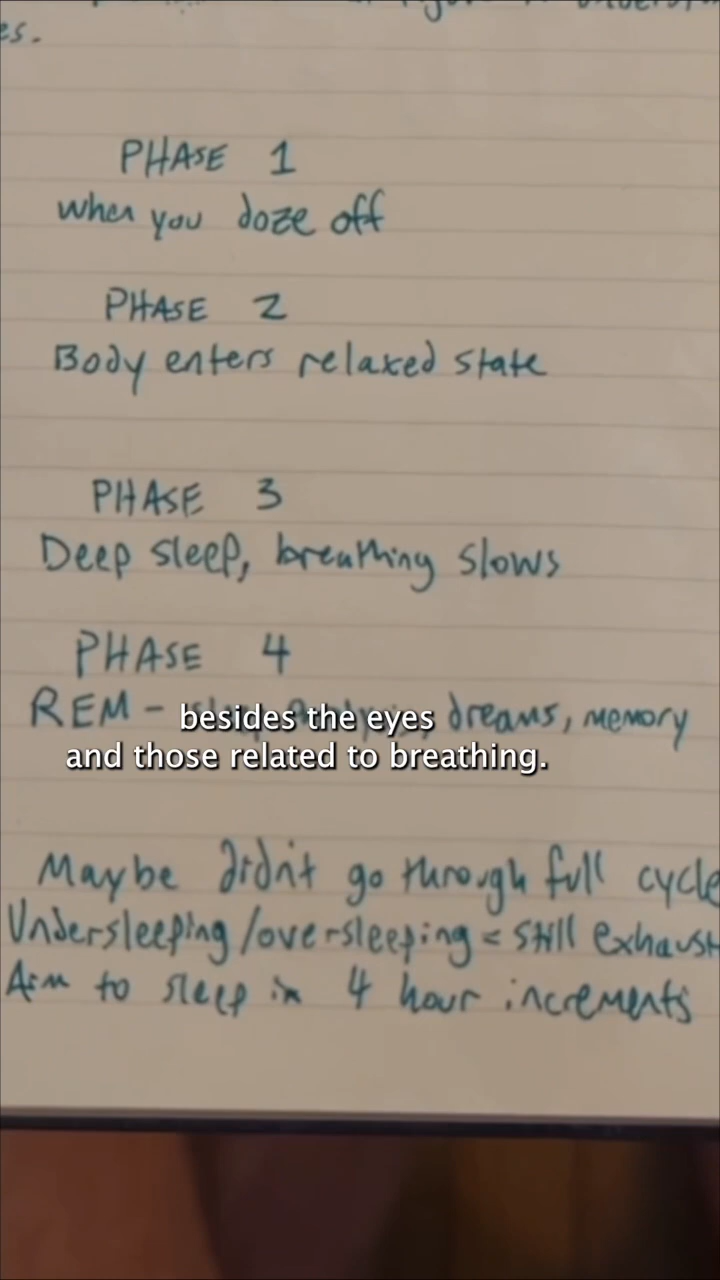 es.
PHASE 1
when you doze off
PHASE 2
Body enters relaxed state
PHASE 3
Deep sleep, breathing slows
PHASE 4
REM - dreams, memory
besides the eyes
and those related to breathing.
Maybe didn't go through full cycle
Undersleeping/oversleeping = still exhaust
Aim to sleep in 4 hour increments